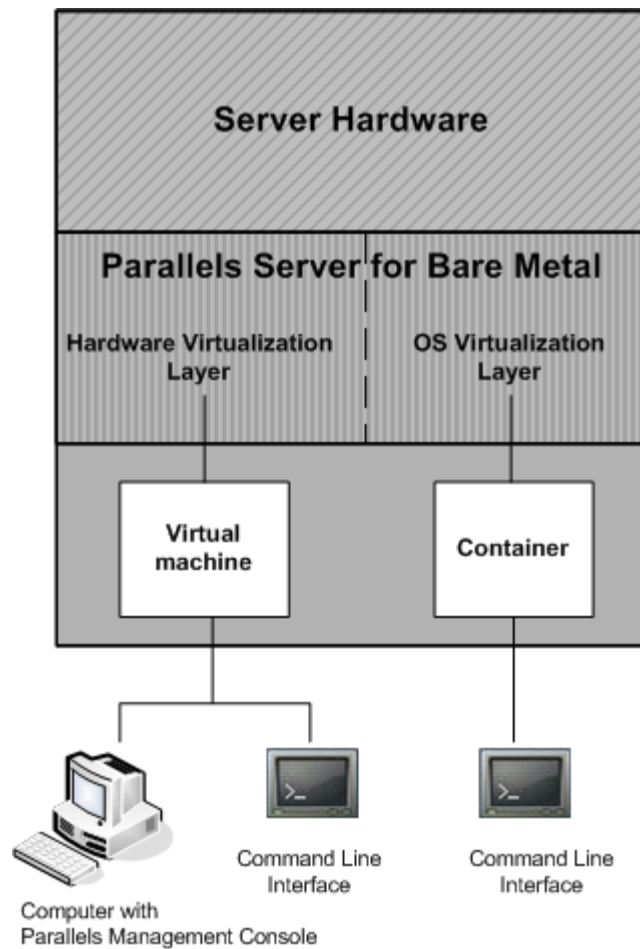 Server Hardware
Parallels Server for Bare Metal
Hardware Virtualization
Layer
OS Virtualization
Layer
Virtual
machine
Container
>_
>_
Command Line
Interface
Command Line
Interface
Computer with
Parallels Management Console